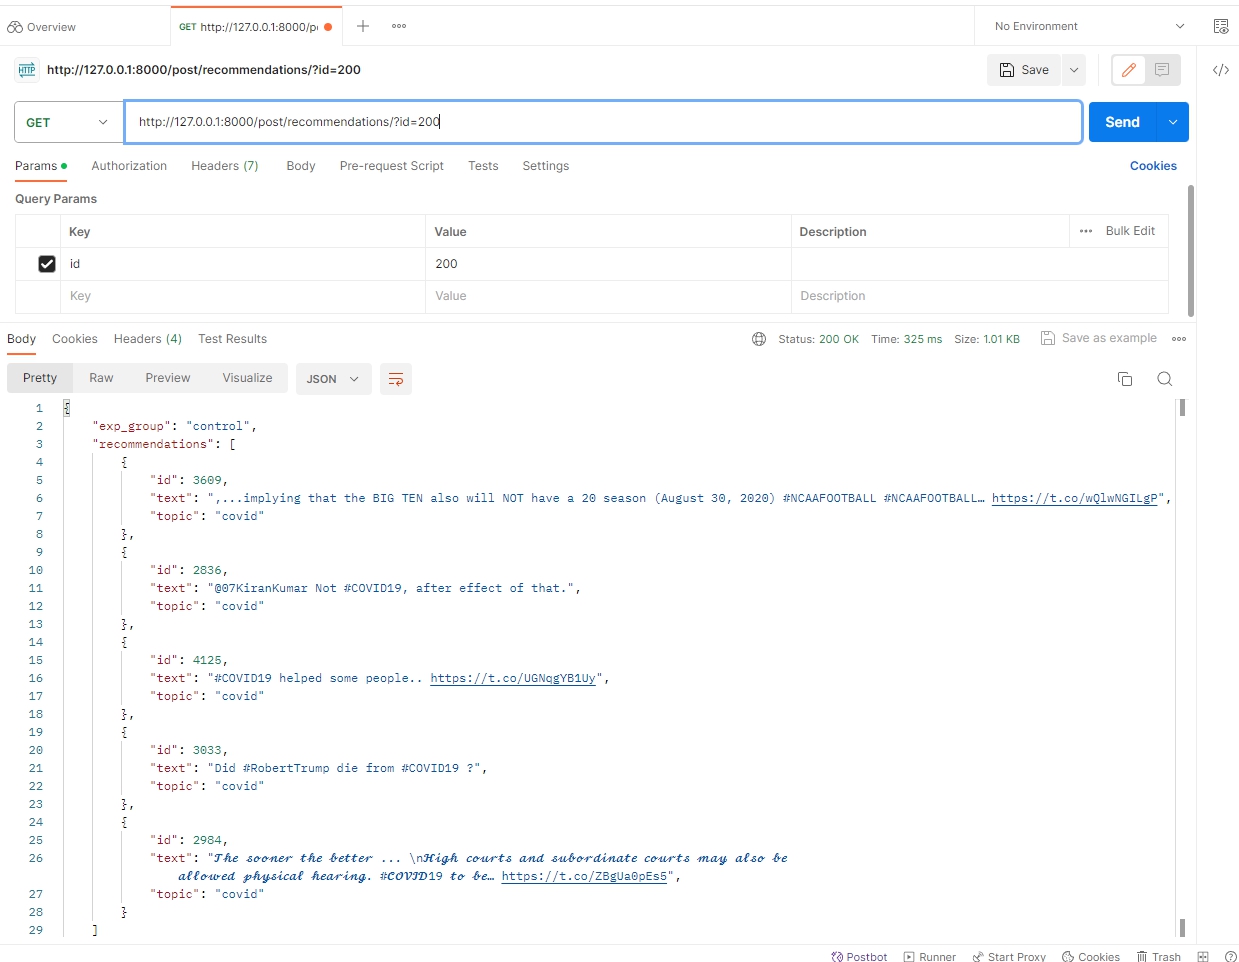 Overview
GET http://127.0.0.1:8000/p
No Environment
HTTP http://127.0.0.1:8000/post/recommendations/?id=200
Save
GET
http://127.0.0.1:8000/post/recommendations/?id=200
Send
Params Authorization Headers (7) Body Pre-request Script Tests Settings Cookies
Query Params
Key Value Description Bulk Edit
id 200
Key Value Description
Body Cookies Headers (4) Test Results Status: 200 OK Time: 325 ms Size: 1.01 KB Save as example
Pretty Raw Preview Visualize JSON
1 {
2 "exp_group": "control",
3 "recommendations": [
4 {
5 "id": 3609,
6 "text": ",...implying that the BIG TEN also will NOT have a 20 season (August 30, 2020) #NCAAFOOTBALL #NCAAFOOTBALL… https://t.co/wQlwNGILgP",
7 "topic": "covid"
8 },
9 {
10 "id": 2836,
11 "text": "@07KiranKumar Not #COVID19, after effect of that.",
12 "topic": "covid"
13 },
14 {
15 "id": 4125,
16 "text": "#COVID19 helped some people.. https://t.co/UGNqgYB1Uy",
17 "topic": "covid"
18 },
19 {
20 "id": 3033,
21 "text": "Did #RobertTrump die from #COVID19 ?",
22 "topic": "covid"
23 },
24 {
25 "id": 2984,
26 "text": "𝓣𝓱𝓮 𝓼𝓸𝓸𝓷𝓮𝓻 𝓽𝓱𝓮 𝓫𝓮𝓽𝓽𝓮𝓻 ... \n𝓗𝓲𝓰𝓱 𝓬𝓸𝓾𝓻𝓽𝓼 𝓪𝓷𝓭 𝓼𝓾𝓫𝓸𝓻𝓭𝓲𝓷𝓪𝓽𝓮 𝓬𝓸𝓾𝓻𝓽𝓼 𝓶𝓪𝔂 𝓪𝓵𝓼𝓸 𝓫𝓮
𝓪𝓵𝓵𝓸𝔀𝓮𝓭 𝓹𝓱𝔂𝓼𝓲𝓬𝓪𝓵 𝓱𝓮𝓪𝓻𝓲𝓷𝓰. #𝓒𝓞𝓥𝓘𝓓19 𝓽𝓸 𝓫𝓮… https://t.co/ZBgUa0pEs5",
27 "topic": "covid"
28 }
29 ]
Postbot Runner Start Proxy Cookies Trash